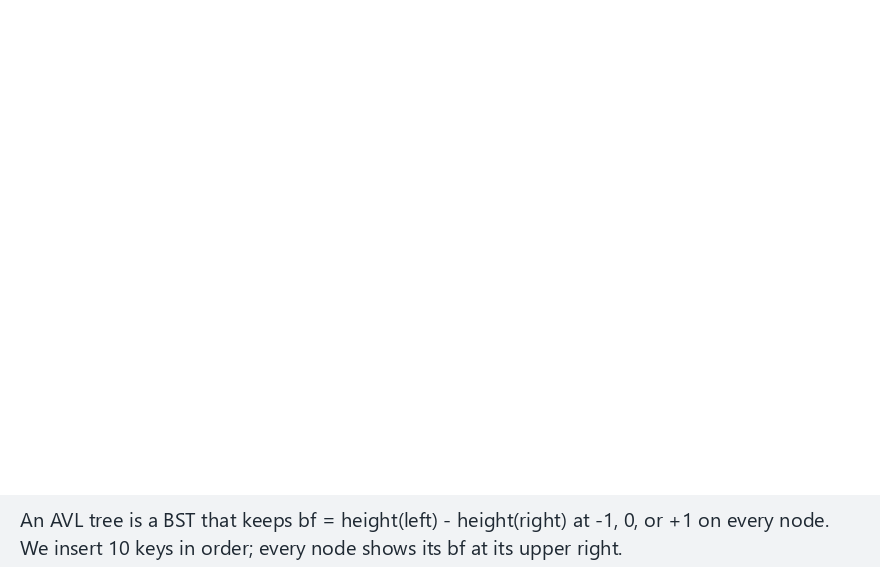 An AVL tree is a BST that keeps bf = height(left) - height(right) at -1, 0, or +1 on every node.
We insert 10 keys in order; every node shows its bf at its upper right.